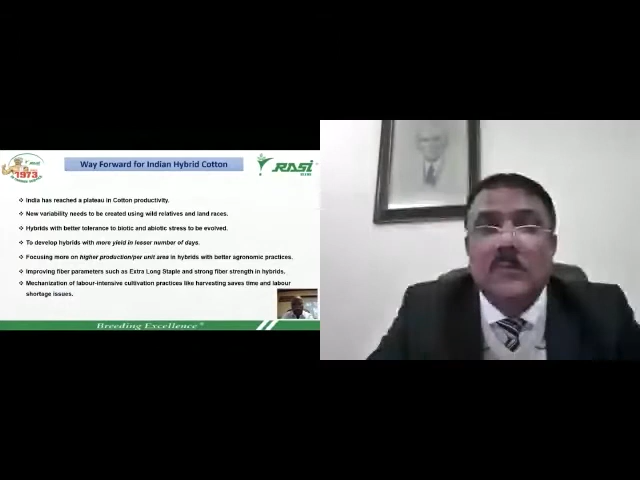 1973
Way Forward for Indian Hybrid Cotton
RASI
❖ India has reached a plateau in Cotton productivity.
❖ New variability needs to be created using wild relatives and land races.
❖ Hybrids with better tolerance to biotic and abiotic stress to be evolved.
❖ To develop hybrids with more yield in lesser number of days.
❖ Focusing more on higher production/per unit area in hybrids with better agronomic practices.
❖ Improving fiber parameters such as Extra Long Staple and strong fiber strength in hybrids.
❖ Mechanization of labour-intensive cultivation practices like harvesting saves time and labour
shortage issues.
Breeding Excellence®